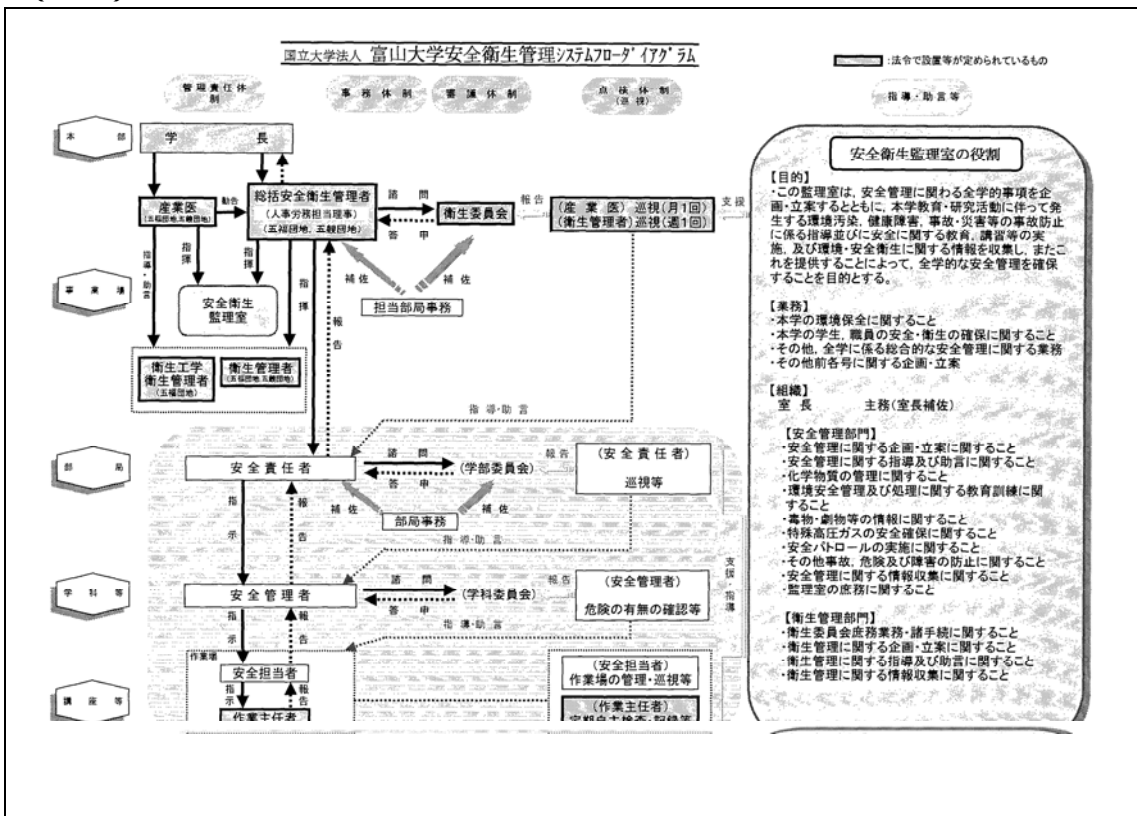 国立大学法人 富山大学安全衛生管理システムフローダイアグラム
:法令で設置等が定められているもの
管理責任体制
事務体制
審議体制
点検体制
(巡視)
指導・助言等
本部
学長
産業医
(五福団地,五艘団地)
勧告
総括安全衛生管理者
(人事労務担当理事)
(五福団地,五艘団地)
諮問
答申
衛生委員会
報告
(産業医)巡視(月1回)
(衛生管理者)巡視(週1回)
支援
指導・助言
指揮
指揮
指揮
報告
補佐
補佐
担当部局事務
事業場
安全衛生
監理室
衛生工学
衛生管理者
(五福団地)
衛生管理者
(五福団地,五艘団地)
指導・助言
部局
安全責任者
諮問
答申
(学部委員会)
報告
(安全責任者)
巡視等
指示
報告
補佐
補佐
部局事務
指導・助言
支援・指導
学科等
安全管理者
諮問
答申
(学科委員会)
報告
(安全管理者)
危険の有無の確認等
指示
報告
指導・助言
講座等
作業場
安全担当者
指示
報告
作業主任者
(安全担当者)
作業場の管理・巡視等
(作業主任者)
定期自主検査・記録等
安全衛生監理室の役割
【目的】
・この監理室は,安全管理に関わる全学的事項を企
画・立案するとともに,本学教育・研究活動に伴って発
生する環境汚染,健康障害,事故・災害等の事故防止
に係る指導並びに安全に関する教育,講習等の実
施,及び環境・安全衛生に関する情報を収集し,またこ
れを提供することによって,全学的な安全管理を確保
することを目的とする。
【業務】
・本学の環境保全に関すること
・本学の学生,職員の安全・衛生の確保に関すること
・その他,全学に係る総合的な安全管理に関する業務
・その他前各号に関する企画・立案
【組織】
室長 主務(室長補佐)
【安全管理部門】
・安全管理に関する企画・立案に関すること
・安全管理に関する指導及び助言に関すること
・化学物質の管理に関すること
・環境安全管理及び処理に関する教育訓練に関
すること
・毒物・劇物等の情報に関すること
・特殊高圧ガスの安全確保に関すること
・安全パトロールの実施に関すること
・その他事故,危険及び障害の防止に関すること
・安全管理に関する情報収集に関すること
・監理室の庶務に関すること
【衛生管理部門】
・衛生委員会庶務業務・諸手続に関すること
・衛生管理に関する企画・立案に関すること
・衛生管理に関する指導及び助言に関すること
・衛生管理に関する情報収集に関すること